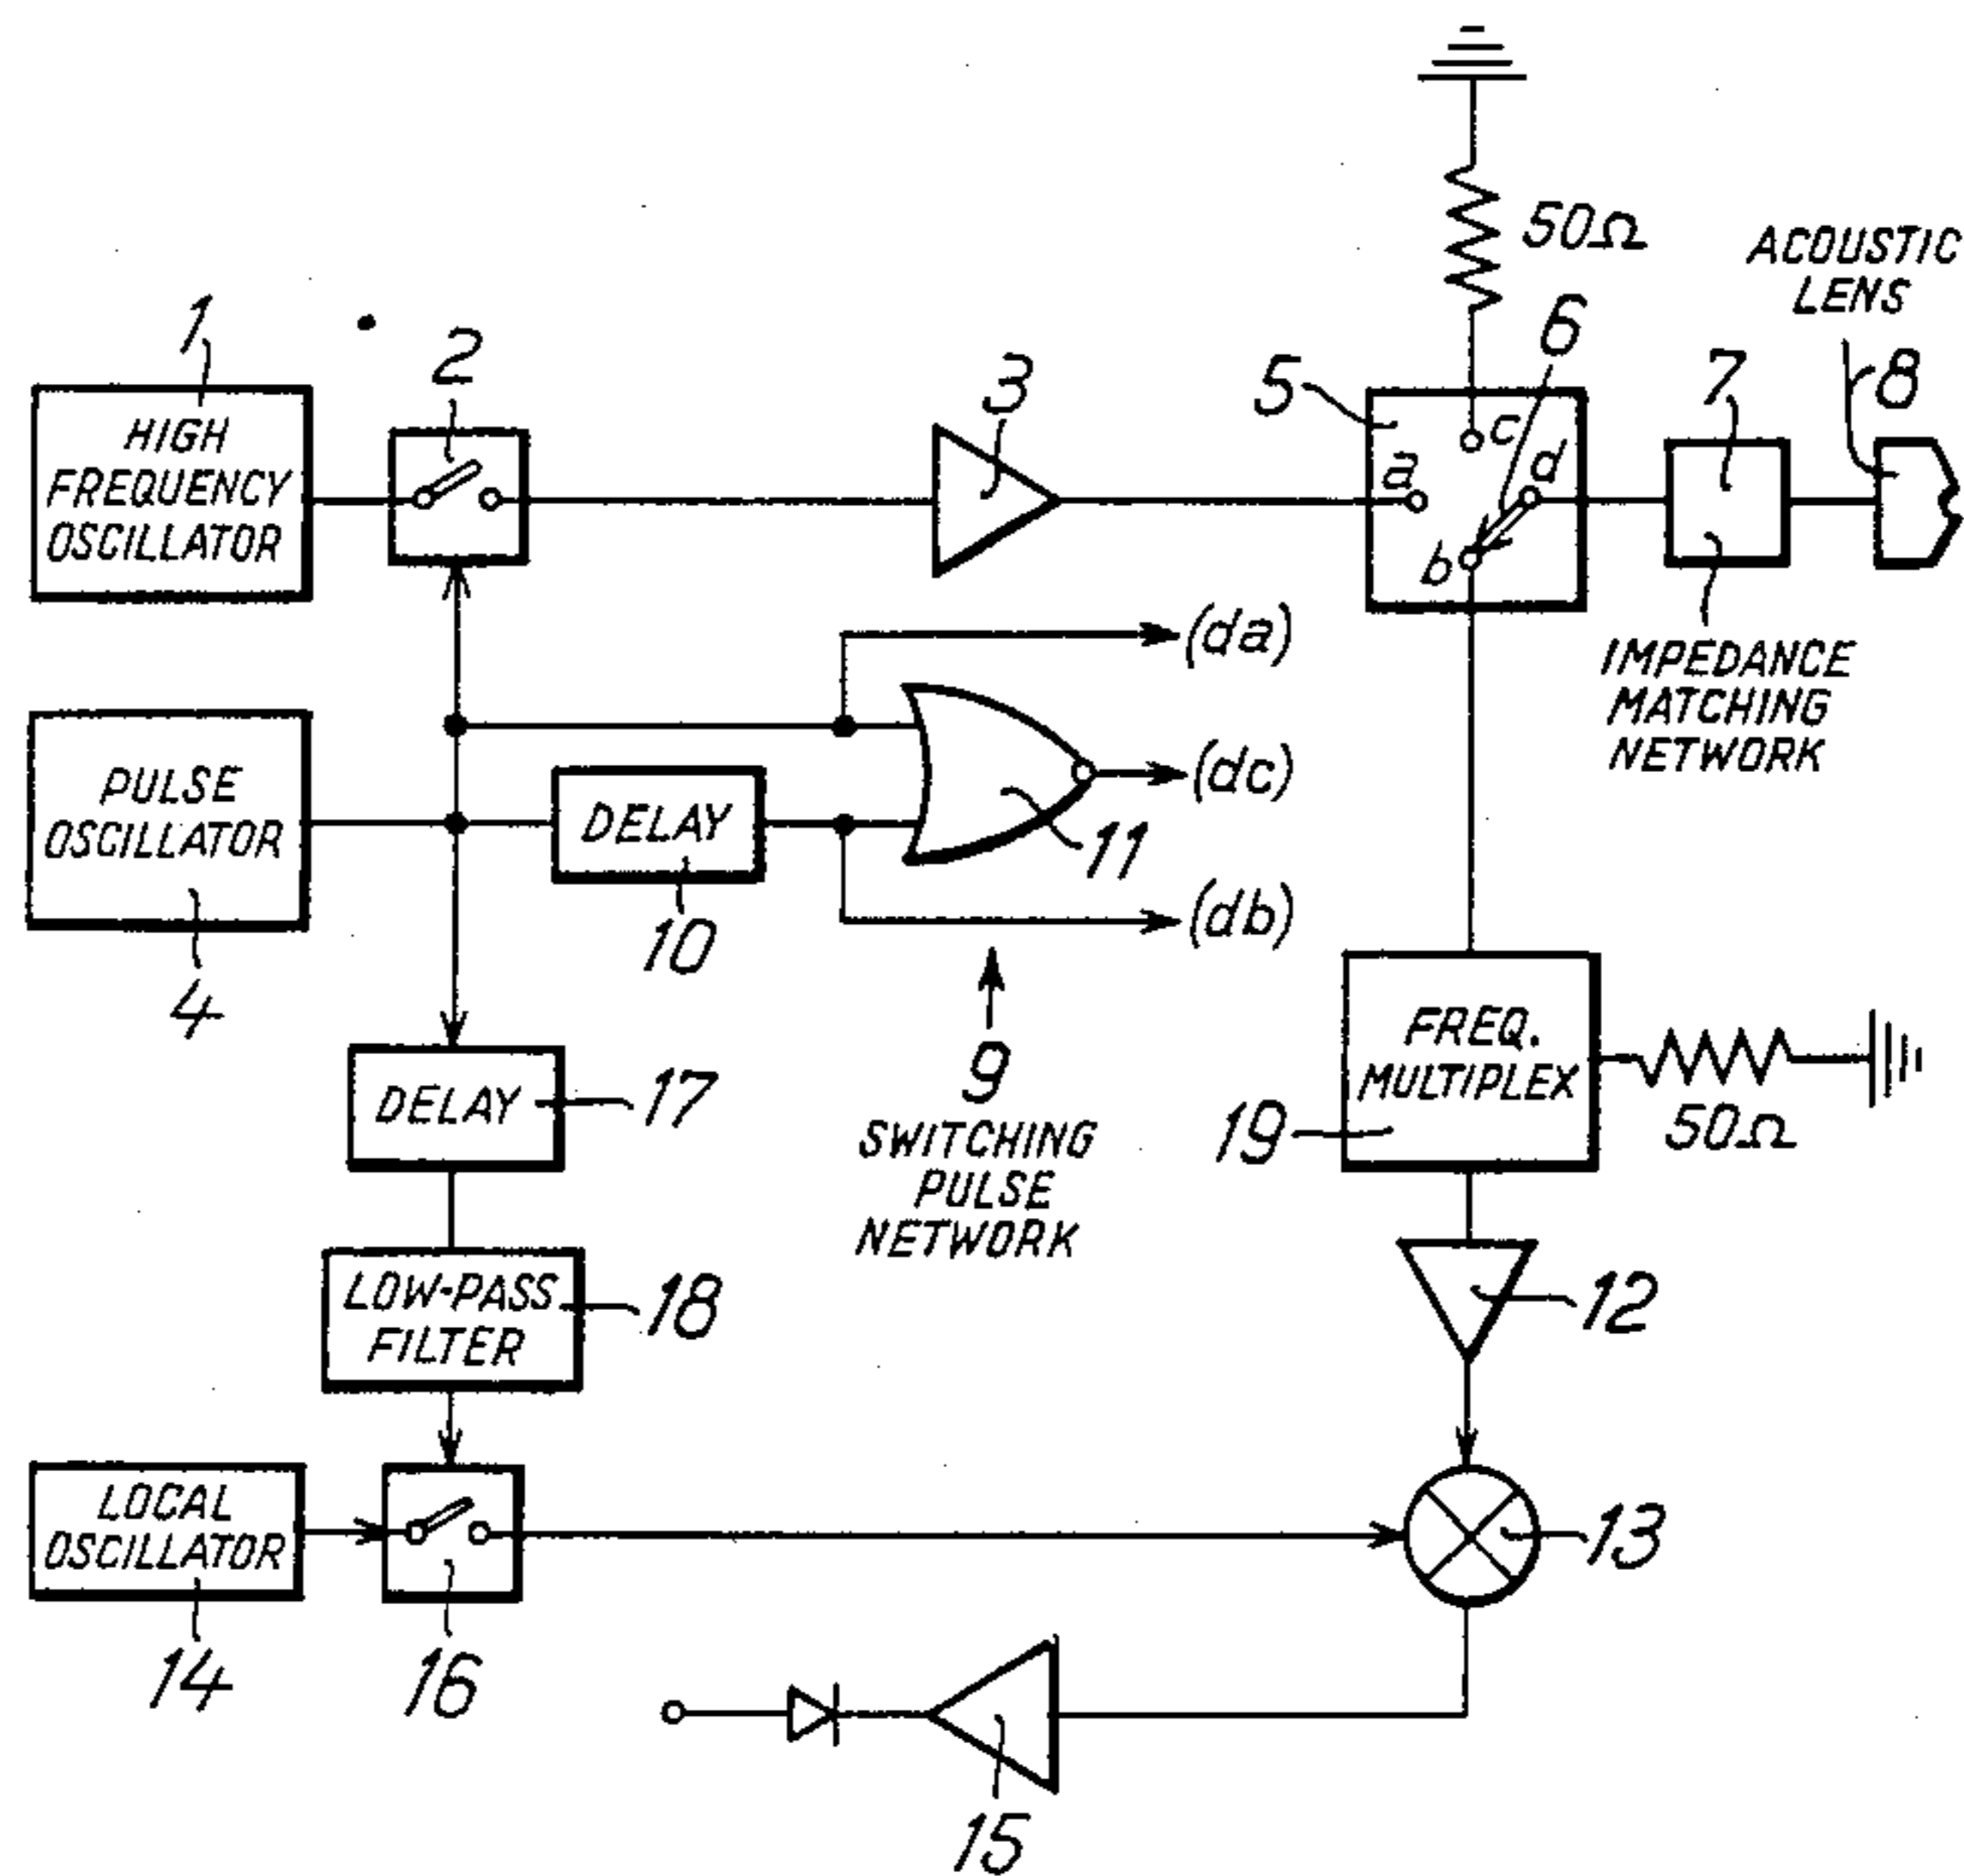 50Ω
ACOUSTIC
LENS
1
2
3
5
6
7
8
HIGH
FREQUENCY
OSCILLATOR
c
a
d
b
(da)
IMPEDANCE
MATCHING
NETWORK
PULSE
OSCILLATOR
DELAY
(dc)
11
(db)
10
4
9
SWITCHING
PULSE
NETWORK
FREQ.
MULTIPLEX
19
50Ω
DELAY
17
LOW-PASS
FILTER
18
12
LOCAL
OSCILLATOR
13
14
16
15